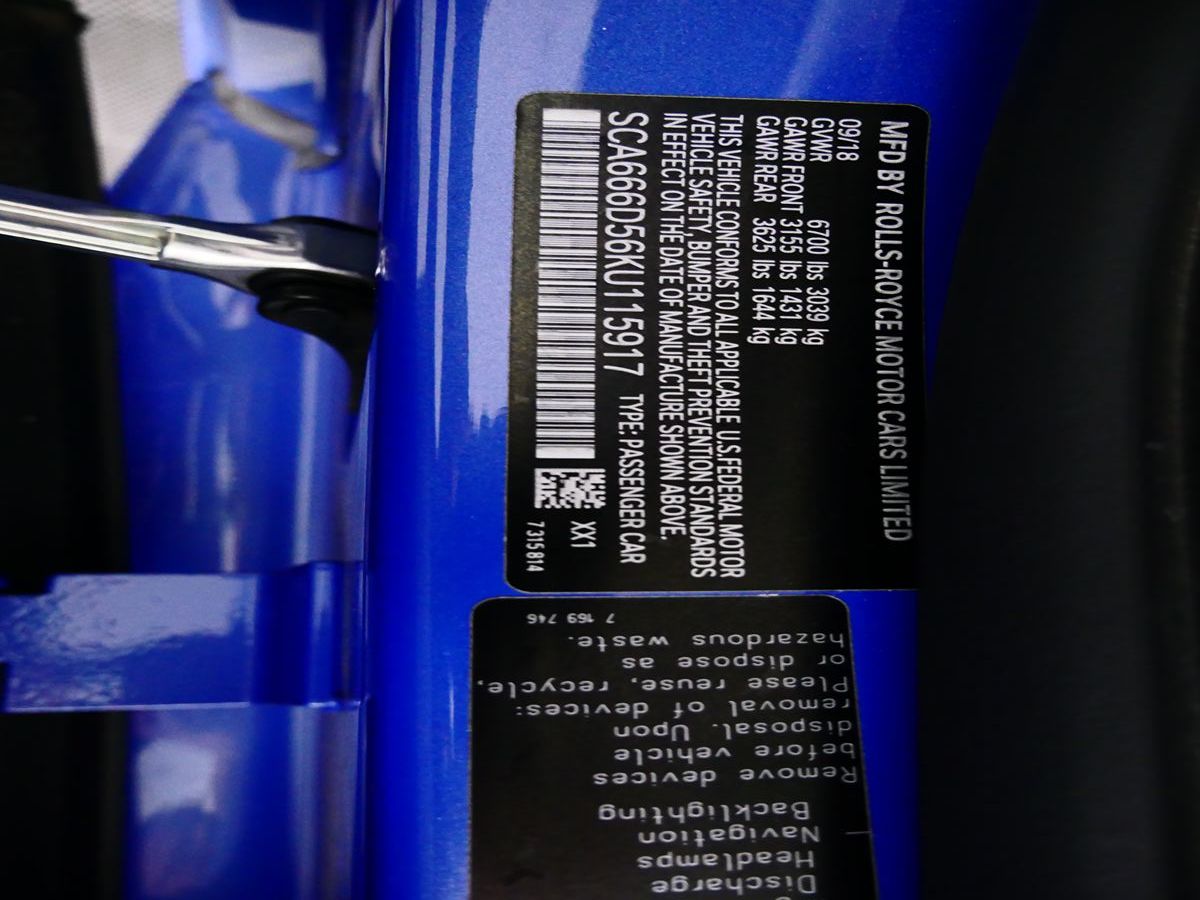 MFD BY ROLLS-ROYCE MOTOR CARS LIMITED
09/18
GVWR 6700 lbs 3039 kg
GAWR FRONT 3155 lbs 1431 kg
GAWR REAR 3625 lbs 1644 kg
THIS VEHICLE CONFORMS TO ALL APPLICABLE U.S.FEDERAL MOTOR
VEHICLE SAFETY, BUMPER AND THEFT PREVENTION STANDARDS
IN EFFECT ON THE DATE OF MANUFACTURE SHOWN ABOVE.
SCA666D56KU115917 TYPE: PASSENGER CAR
XX1
7315814
Discharge
Headlamps
Navigation
Backlighting
Remove devices
before vehicle
disposal. Upon
removal of devices:
Please reuse, recycle,
or dispose as
hazardous waste.
7 169 746